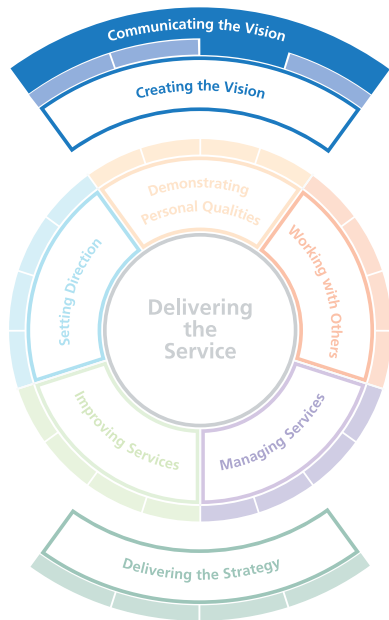 Communicating the Vision
Creating the Vision
Demonstrating
Personal Qualities
Setting Direction
Working with Others
Delivering
the
Service
Improving Services
Managing Services
Delivering the Strategy